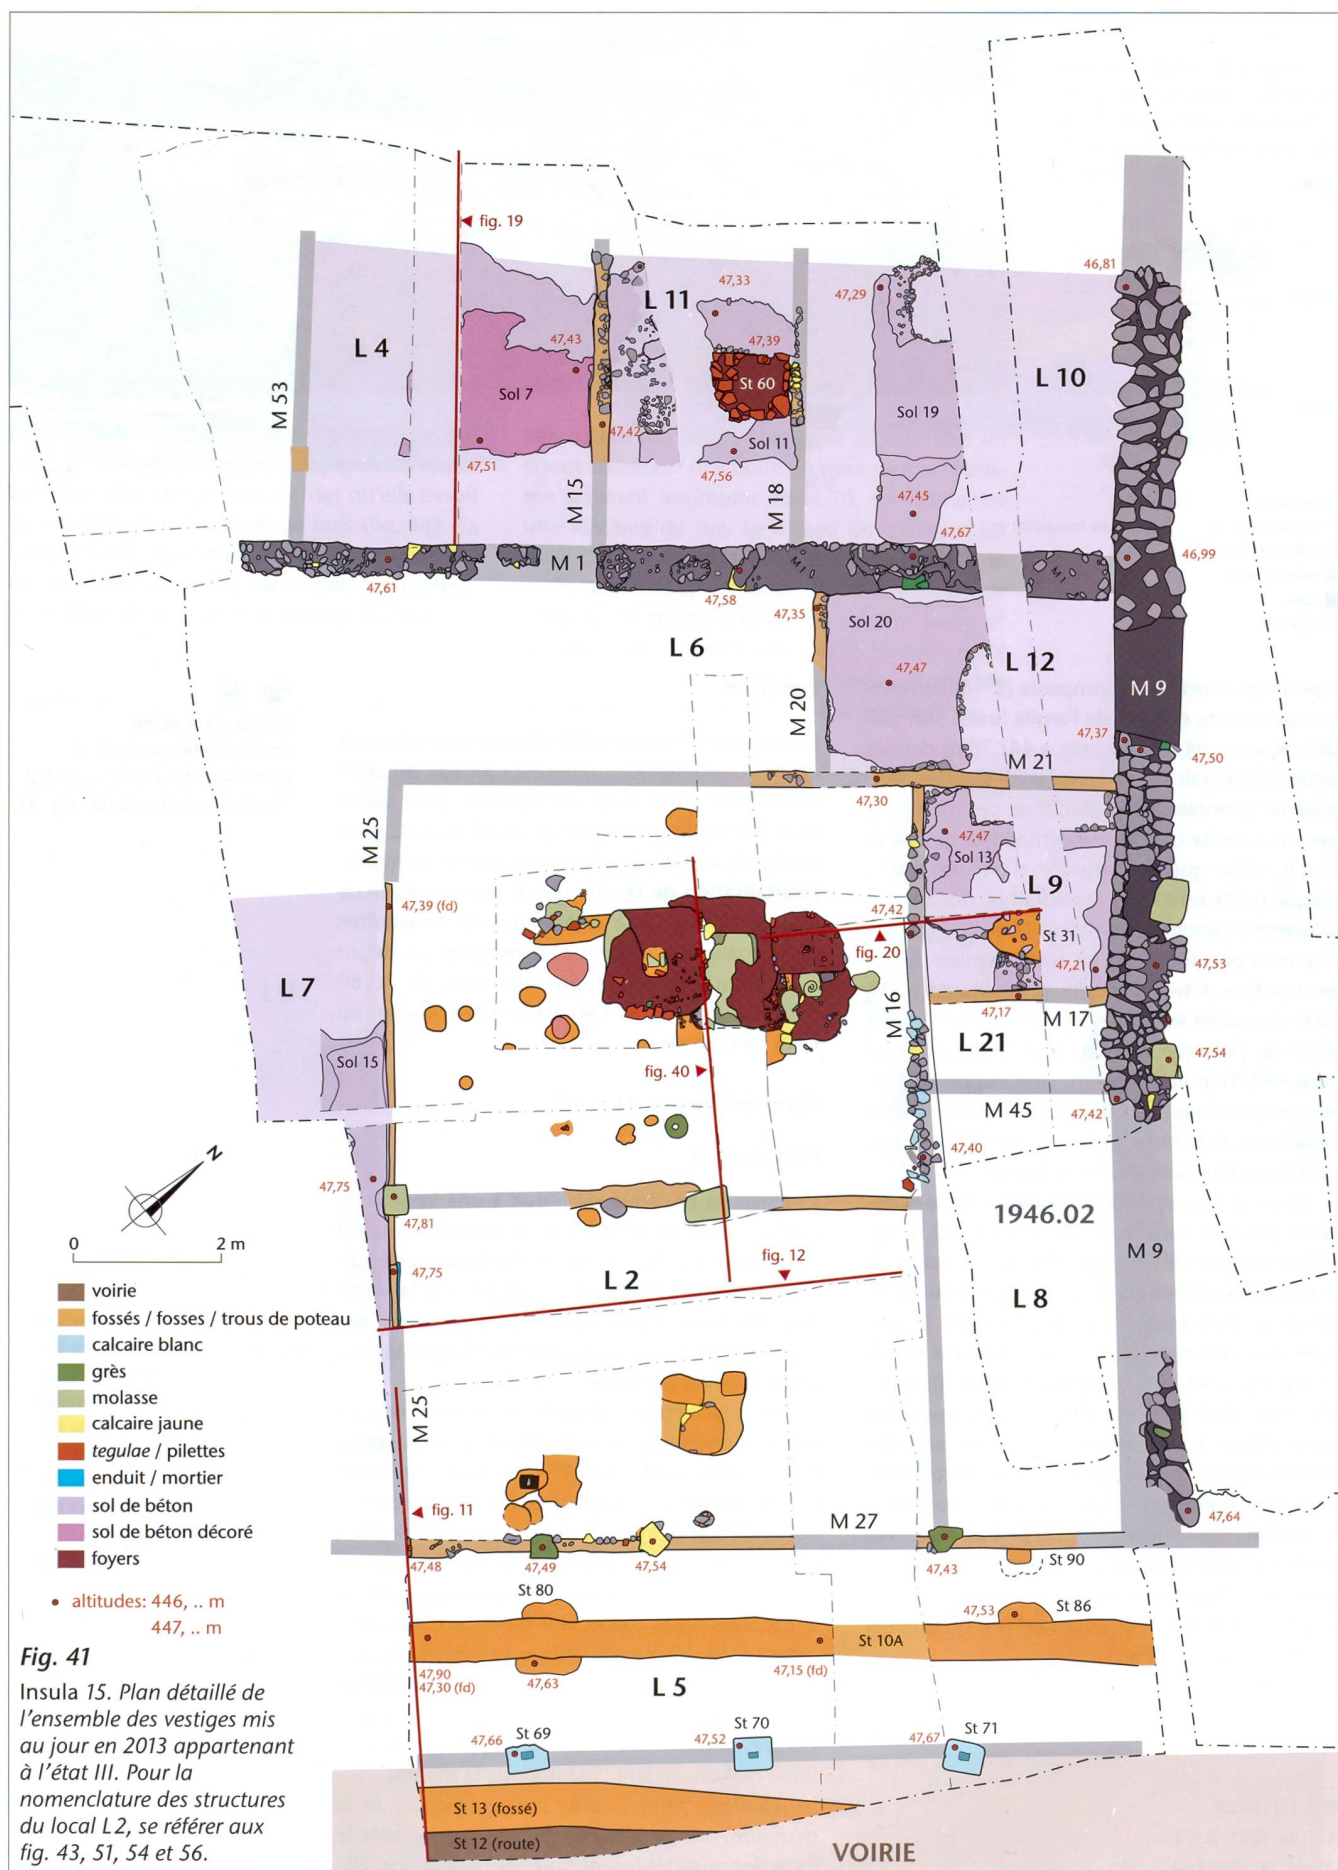 fig. 19
46,81
47,33
47,29
L 11
L 4
L 10
47,43
47,39
St 60
M 53
Sol 7
Sol 19
47,42
Sol 11
47,51
47,56
47,45
M 15
M 18
47,67
46,99
M 1
M1
M1
47,61
47,58
47,35
Sol 20
L 6
L 12
47,47
M 9
M 20
47,37
47,50
M 21
47,30
M 25
47,47
Sol 13
L 9
47,39 (fd)
47,42
St 31
fig. 20
47,21
47,53
L 7
M 16
47,17
M 17
L 21
Sol 15
47,54
fig. 40
M 45
47,42
47,40
N
47,75
47,81
1946.02
0 2 m
fig. 12
M 9
47,75
L 2
L 8
voirie
fossés / fosses / trous de poteau
calcaire blanc
grès
molasse
calcaire jaune
tegulae / pilettes
enduit / mortier
sol de béton
sol de béton décoré
foyers
M 25
fig. 11
M 27
47,64
47,48
47,49
47,54
47,43
St 90
altitudes: 446, .. m
447, .. m
St 80
47,53
St 86
St 10A
47,90
47,30 (fd)
47,63
47,15 (fd)
L 5
47,66
St 69
47,52
St 70
47,67
St 71
St 13 (fossé)
St 12 (route)
VOIRIE
Fig. 41
Insula 15. Plan détaillé de
l'ensemble des vestiges mis
au jour en 2013 appartenant
à l'état III. Pour la
nomenclature des structures
du local L2, se référer aux
fig. 43, 51, 54 et 56.